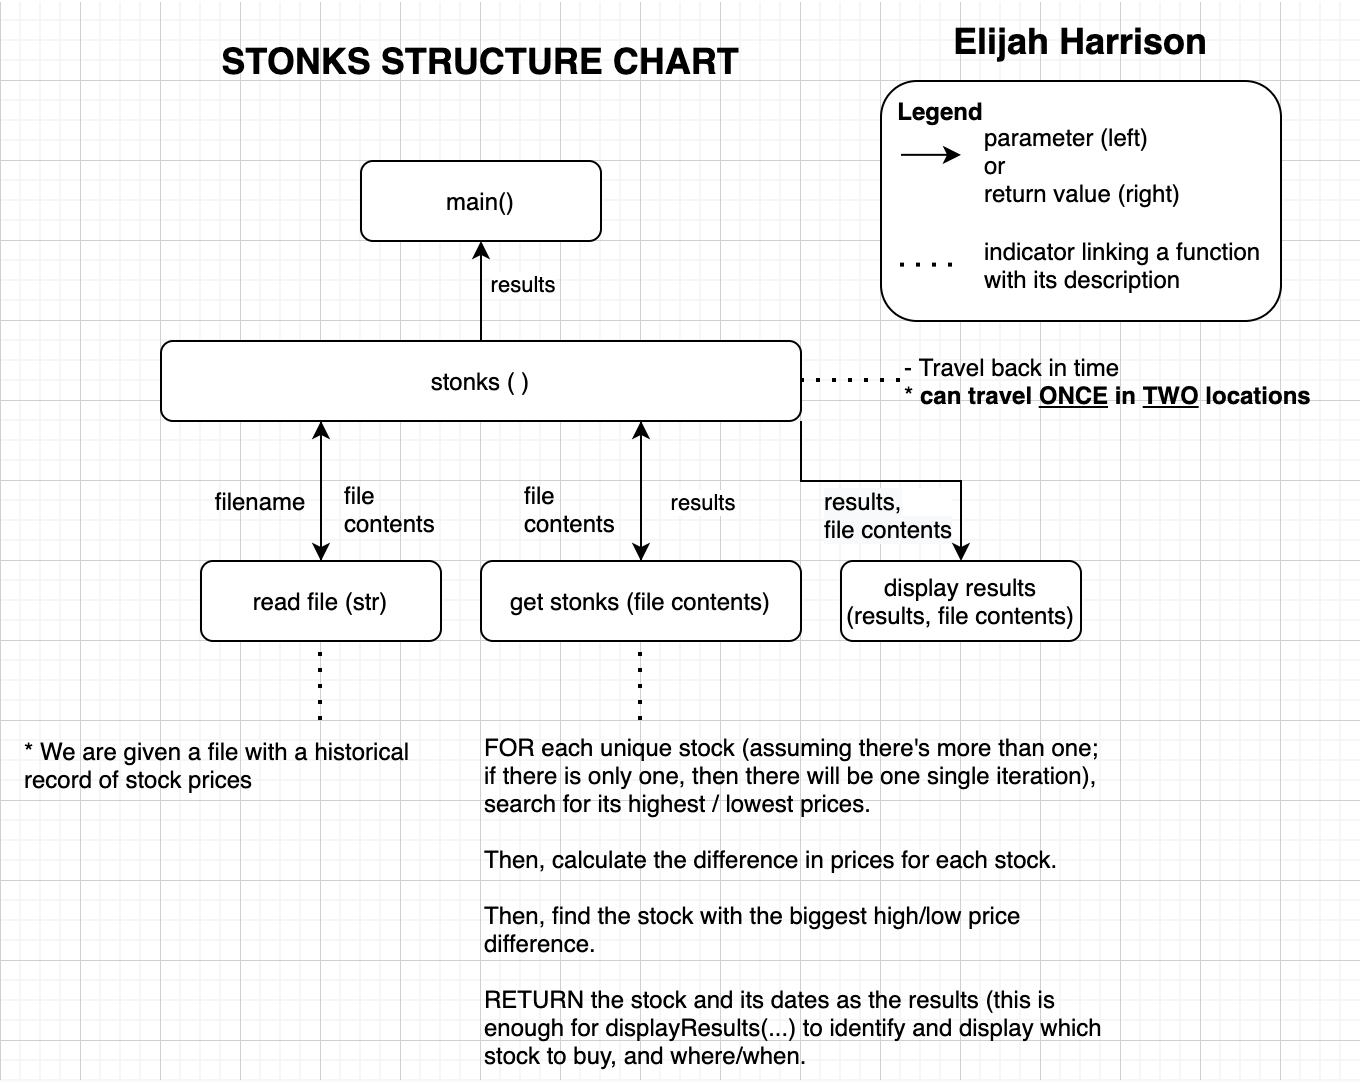 STONKS STRUCTURE CHART
Elijah Harrison
Legend
parameter (left)
or
return value (right)
indicator linking a function
with its description
main()
results
stonks ( )
- Travel back in time
* can travel ONCE in TWO locations
filename
file
contents
file
contents
results
results,
file contents
read file (str)
get stonks (file contents)
display results
(results, file contents)
* We are given a file with a historical
record of stock prices
FOR each unique stock (assuming there's more than one;
if there is only one, then there will be one single iteration),
search for its highest / lowest prices.
Then, calculate the difference in prices for each stock.
Then, find the stock with the biggest high/low price
difference.
RETURN the stock and its dates as the results (this is
enough for displayResults(...) to identify and display which
stock to buy, and where/when.